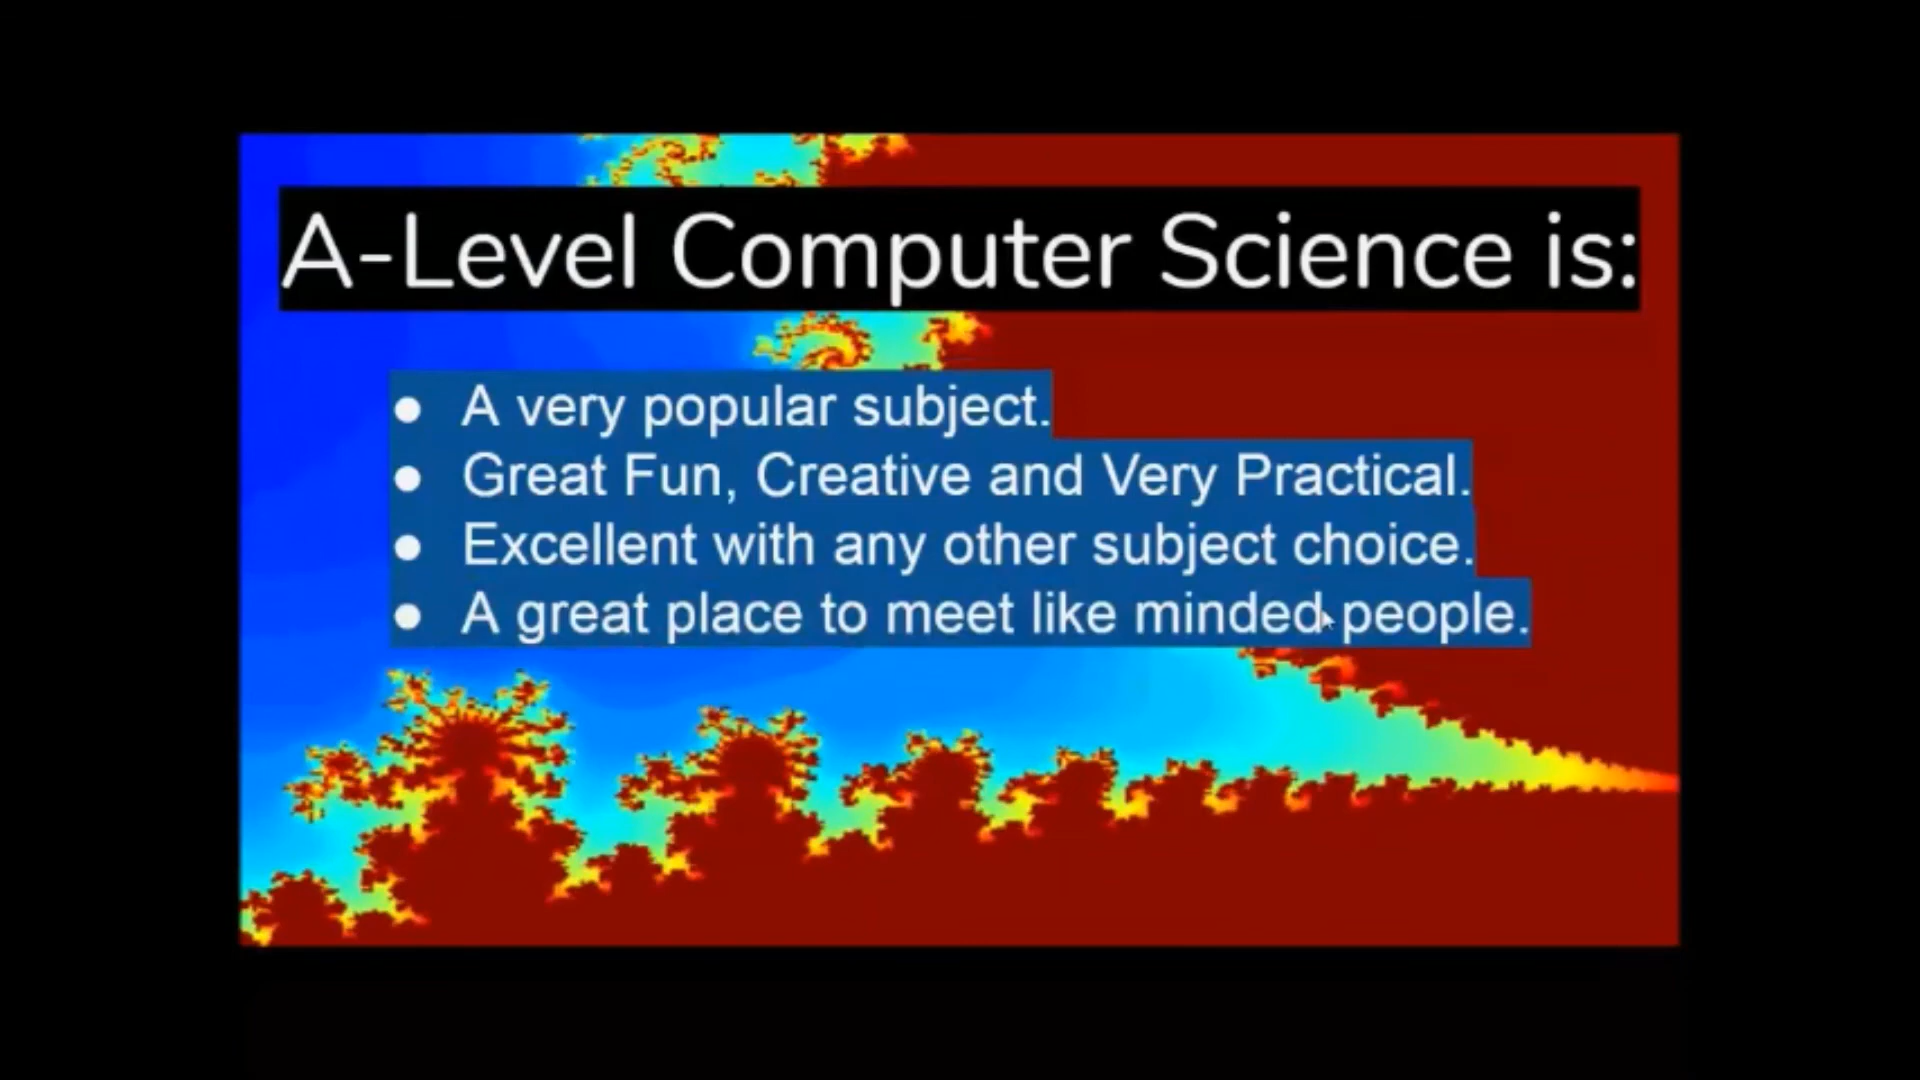 A-Level Computer Science is:
● A very popular subject.
● Great Fun, Creative and Very Practical.
● Excellent with any other subject choice.
● A great place to meet like minded people.